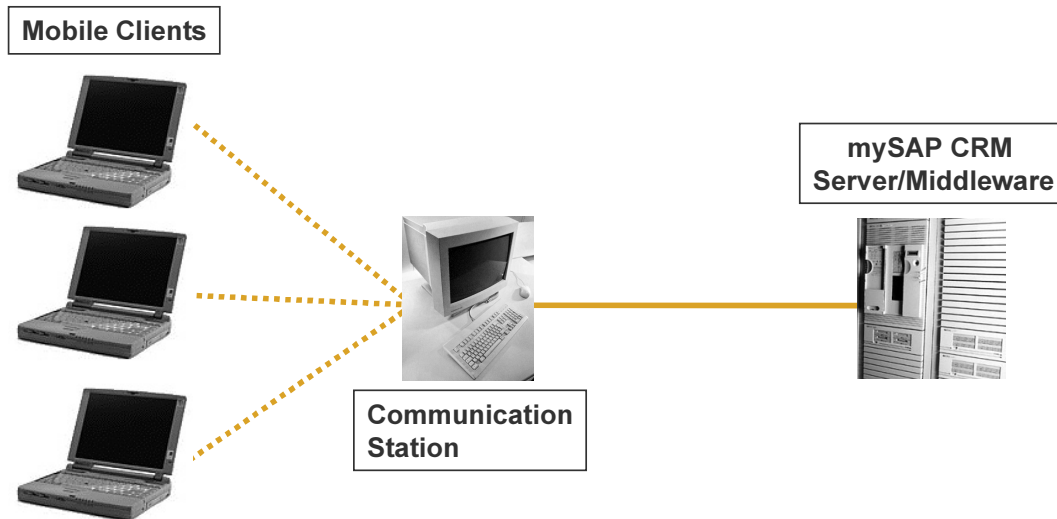 Mobile Clients
mySAP CRM
Server/Middleware
Communication
Station